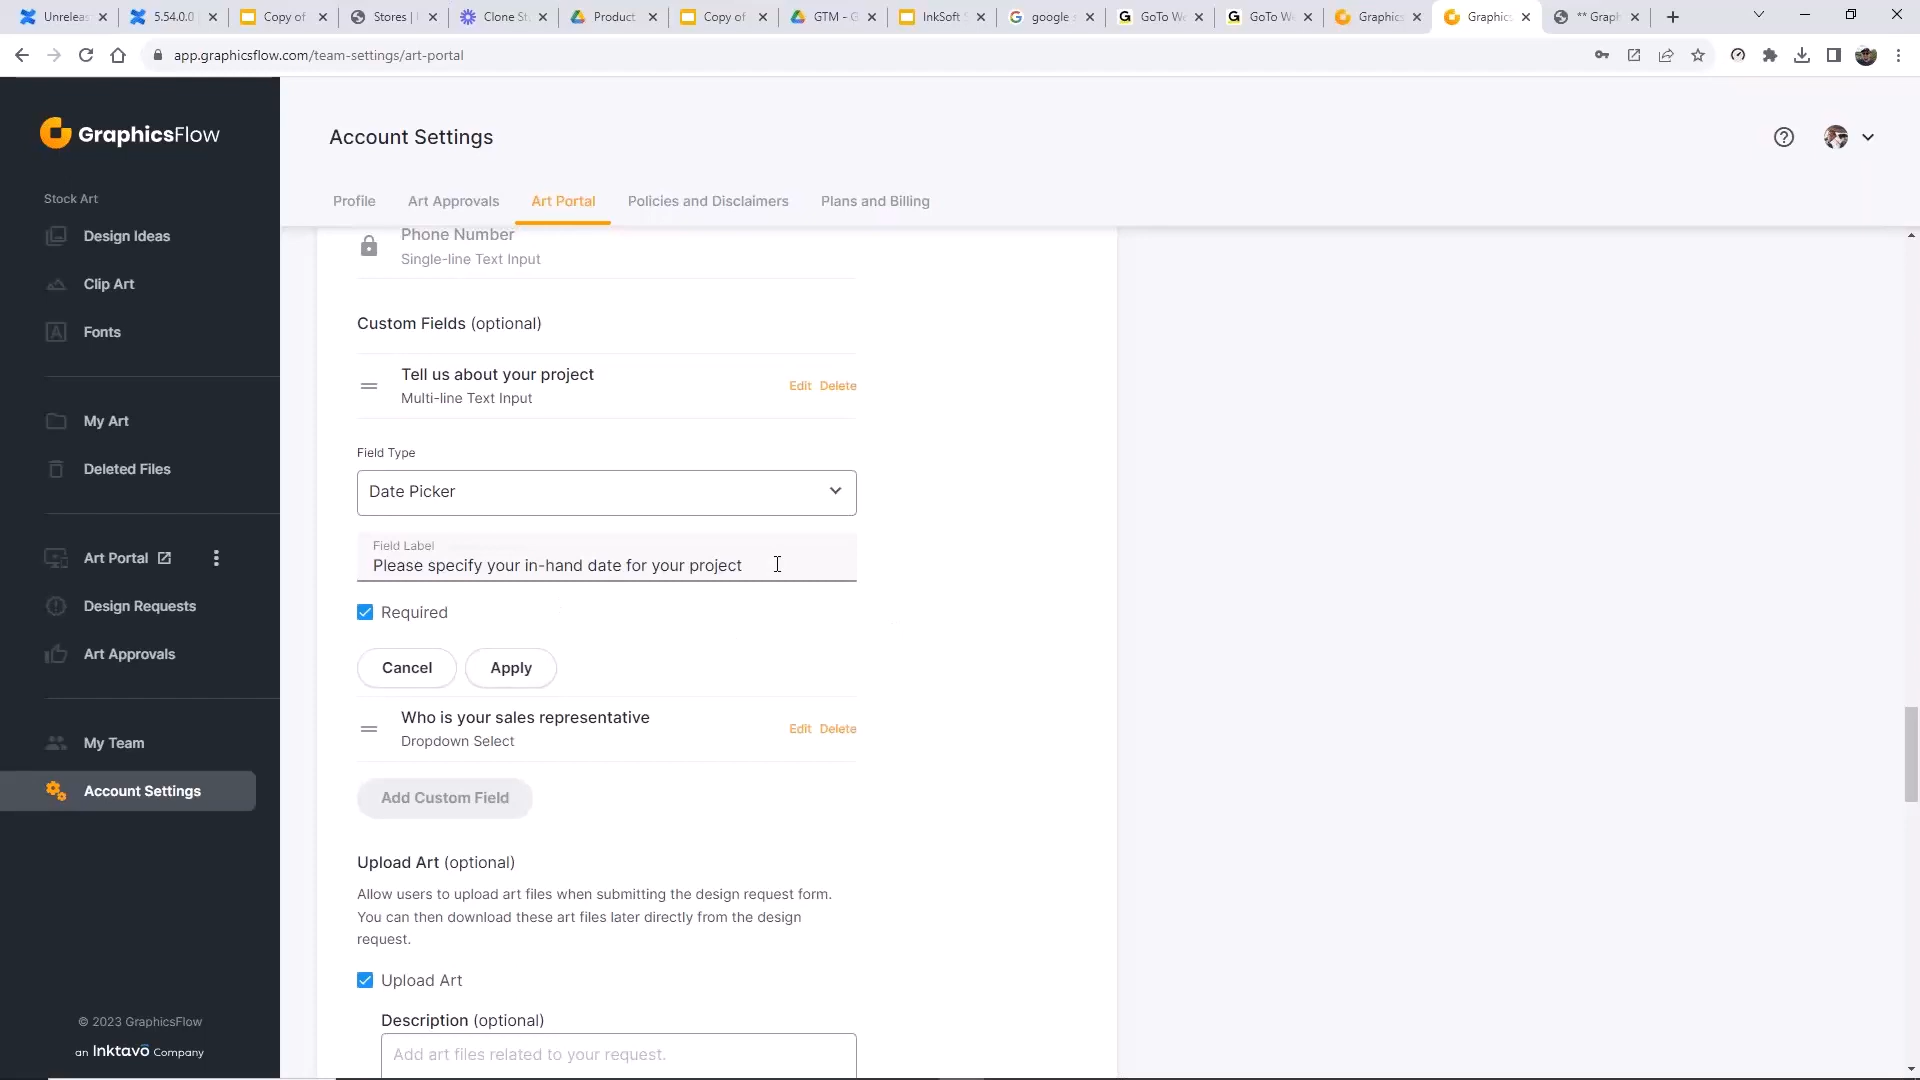 Unreleas
5.54.0.0
Copy of
Stores |
Clone St
Product
Copy of
GTM - G
InkSoft S
google s
GoTo We
GoTo We
Graphics
Graphics
** Graph
app.graphicsflow.com/team-settings/art-portal
GraphicsFlow
Account Settings
Profile
Art Approvals
Art Portal
Policies and Disclaimers
Plans and Billing
Stock Art
Design Ideas
Clip Art
Fonts
My Art
Deleted Files
Art Portal
Design Requests
Art Approvals
My Team
Account Settings
© 2023 GraphicsFlow
an Inktavo Company
Phone Number
Single-line Text Input
Custom Fields (optional)
Tell us about your project
Multi-line Text Input
Edit Delete
Field Type
Date Picker
Field Label
Please specify your in-hand date for your project
Required
Cancel
Apply
Who is your sales representative
Dropdown Select
Edit Delete
Add Custom Field
Upload Art (optional)
Allow users to upload art files when submitting the design request form.
You can then download these art files later directly from the design
request.
Upload Art
Description (optional)
Add art files related to your request.